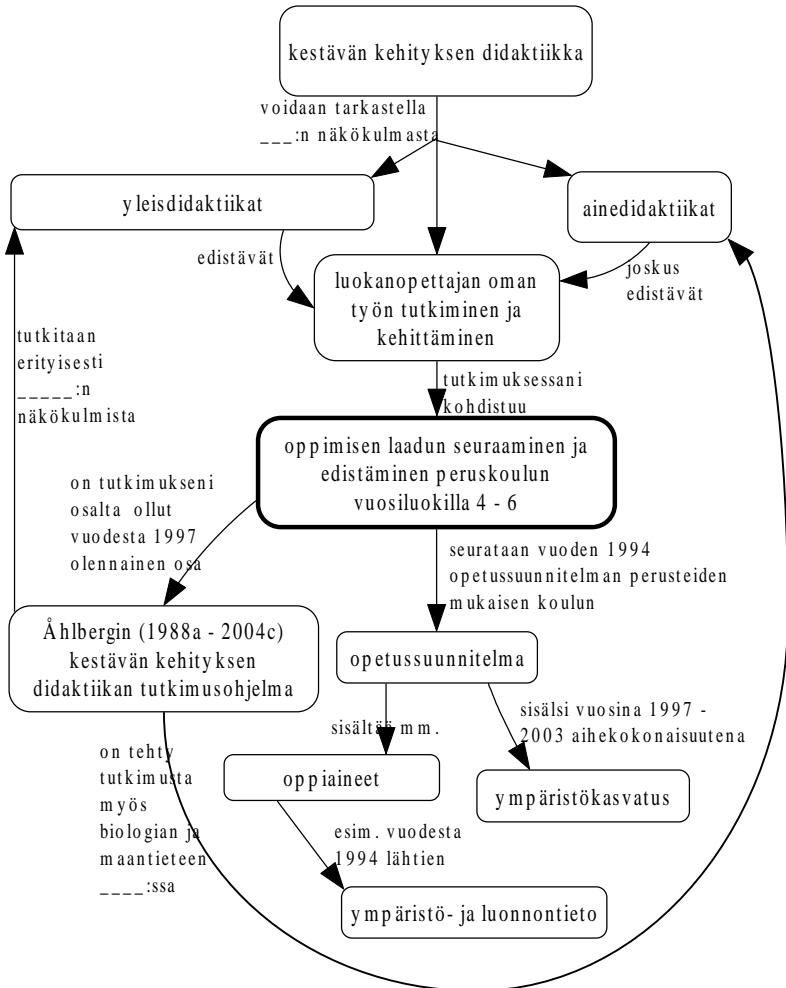 kestävän kehityksen didaktiikka
voidaan tarkastella
___:n näkökulmasta
yleisdidaktiikat
ainedidaktiikat
edistävät
joskus
edistävät
luokanopettajan oman
työn tutkiminen ja
kehittäminen
tutkitaan
erityisesti
_____:n
näkökulmista
tutkimuksessani
kohdistuu
oppimisen laadun seuraaminen ja
edistäminen peruskoulun
vuosiluokilla 4 - 6
on tutkimukseni
osalta ollut
vuodesta 1997
olennainen osa
seurataan vuoden 1994
opetussuunnitelman perusteiden
mukaisen koulun
Åhlbergin (1988a - 2004c)
kestävän kehityksen
didaktiikan tutkimusohjelma
opetussuunnitelma
sisältää mm.
sisälsi vuosina 1997 -
2003 aihekokonaisuutena
on tehty
tutkimusta
myös
biologian ja
maantieteen
____:ssa
oppiaineet
ympäristökasvatus
esim. vuodesta
1994 lähtien
ympäristö- ja luonnontieto